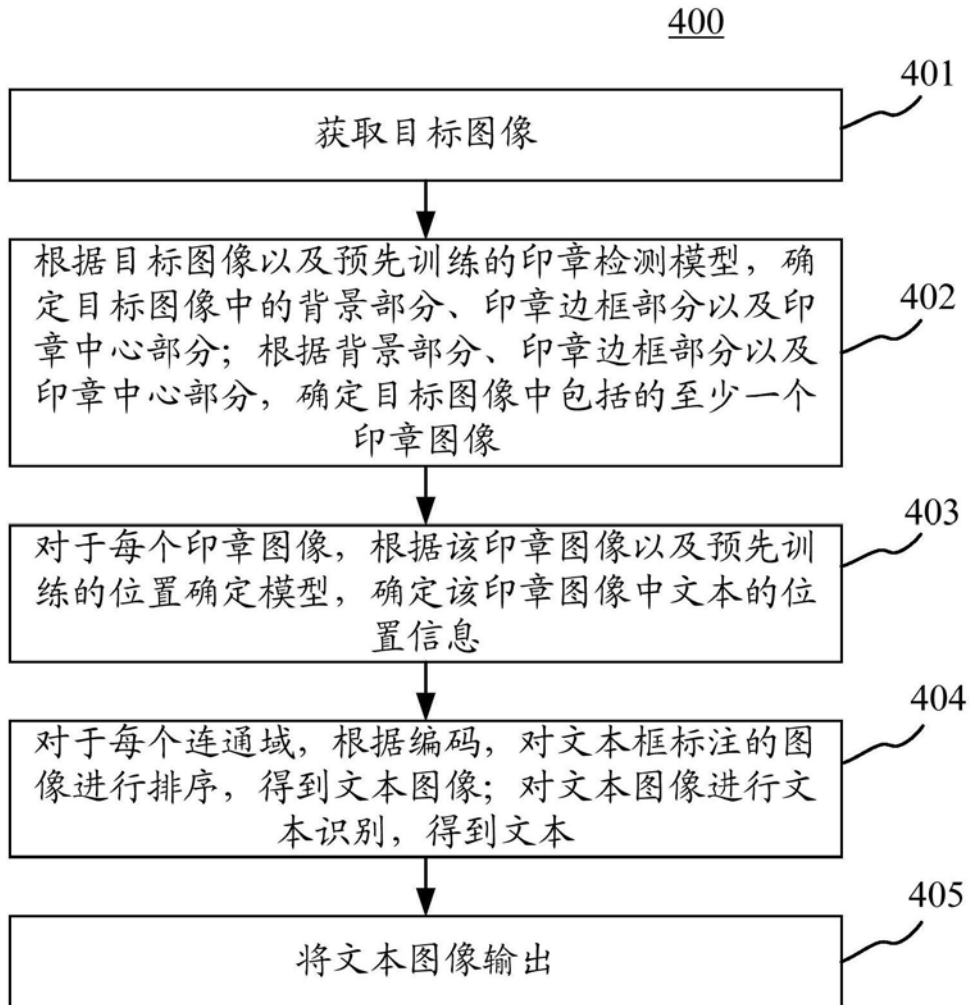 400
401
获取目标图像
根据目标图像以及预先训练的印章检测模型，确
定目标图像中的背景部分、印章边框部分以及印
章中心部分；根据背景部分、印章边框部分以及
印章中心部分，确定目标图像中包括的至少一个
印章图像
402
对于每个印章图像，根据该印章图像以及预先训
练的位置确定模型，确定该印章图像中文本的位
置信息
403
对于每个连通域，根据编码，对文本框标注的图
像进行排序，得到文本图像；对文本图像进行文
本识别，得到文本
404
将文本图像输出
405